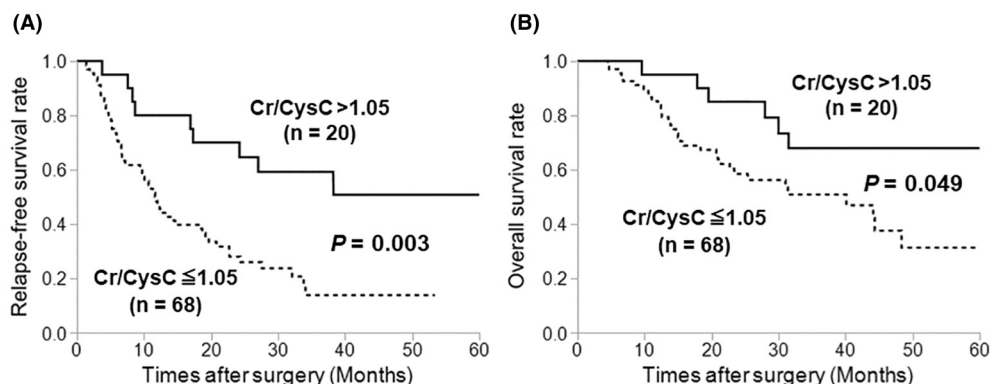 (A)
Relapse-free survival rate
1.0
0.8
0.6
0.4
0.2
0.0
Cr/CysC >1.05
(n = 20)
P = 0.003
Cr/CysC ≦1.05
(n = 68)
0 10 20 30 40 50 60
Times after surgery (Months)
(B)
Overall survival rate
1.0
0.8
0.6
0.4
0.2
0.0
Cr/CysC >1.05
(n = 20)
P = 0.049
Cr/CysC ≦1.05
(n = 68)
0 10 20 30 40 50 60
Times after surgery (Months)